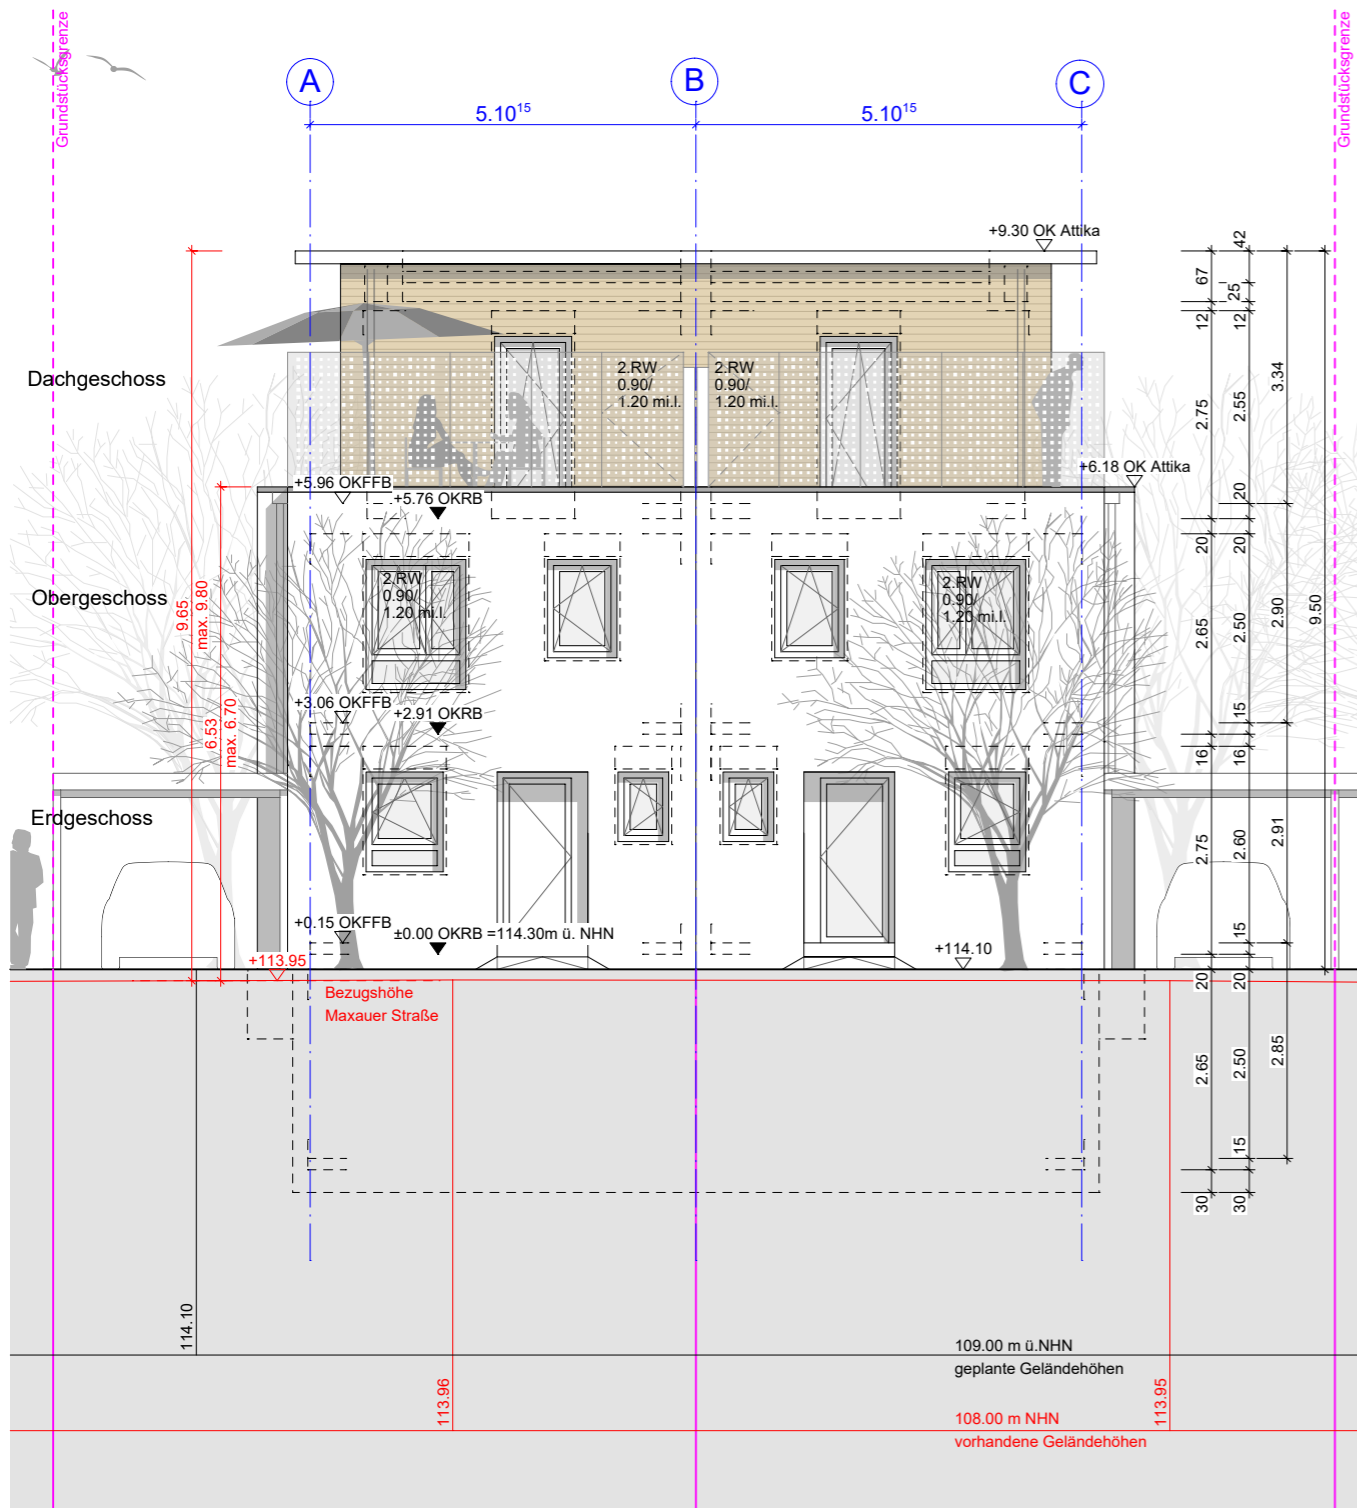 Grundstücksgrenze
Grundstücksgrenze
A
B
C
5.10¹⁵
5.10¹⁵
+9.30 OK Attika
42
67
25
12
12
3.34
2.75
2.55
20
Dachgeschoss
2.RW
0.90/
1.20 mi.l.
2.RW
0.90/
1.20 mi.l.
+6.18 OK Attika
+5.96 OKFFB
+5.76 OKRB
20
20
Obergeschoss
9.65
max. 9.80
2.RW
0.90/
1.20 mi.l.
2.RW
0.90/
1.20 mi.l.
2.65
2.50
2.90
9.50
6.53
max. 6.70
+3.06 OKFFB
+2.91 OKRB
15
16
16
Erdgeschoss
2.75
2.60
2.91
+0.15 OKFFB
±0.00 OKRB =114.30m ü. NHN
+114.10
15
+113.95
20
20
Bezugshöhe
Maxauer Straße
2.65
2.50
2.85
15
30
30
114.10
109.00 m ü.NHN
geplante Geländehöhen
113.96
113.95
108.00 m NHN
vorhandene Geländehöhen